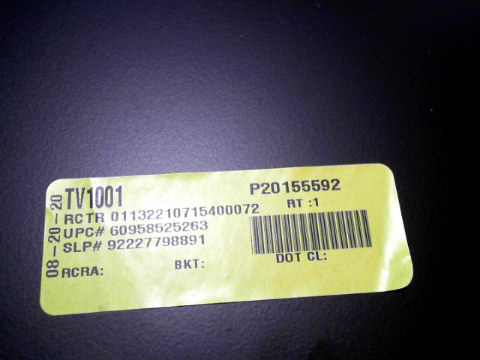 08-20-20
TV1001 P20155592
RCTR 01132210715400072 RT :1
UPC# 60958525263
SLP# 92227798891
RCRA: BKT: DOT CL: